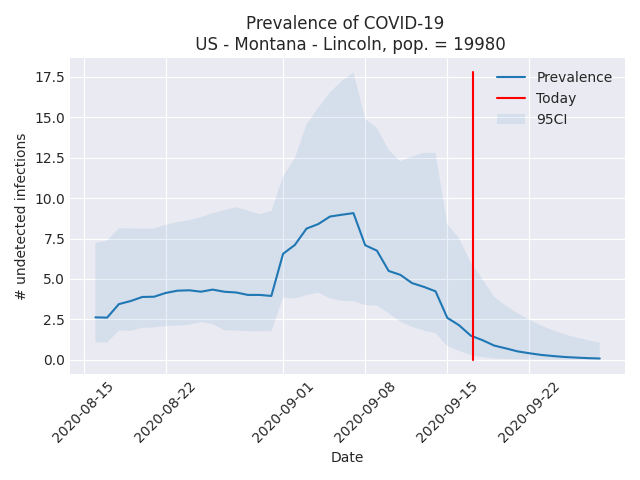 Prevalence of COVID-19
US - Montana - Lincoln, pop. = 19980
17.5
15.0
12.5
10.0
7.5
5.0
2.5
0.0
# undetected infections
Prevalence
Today
95CI
2020-08-15
2020-08-22
2020-09-01
2020-09-08
2020-09-15
2020-09-22
Date